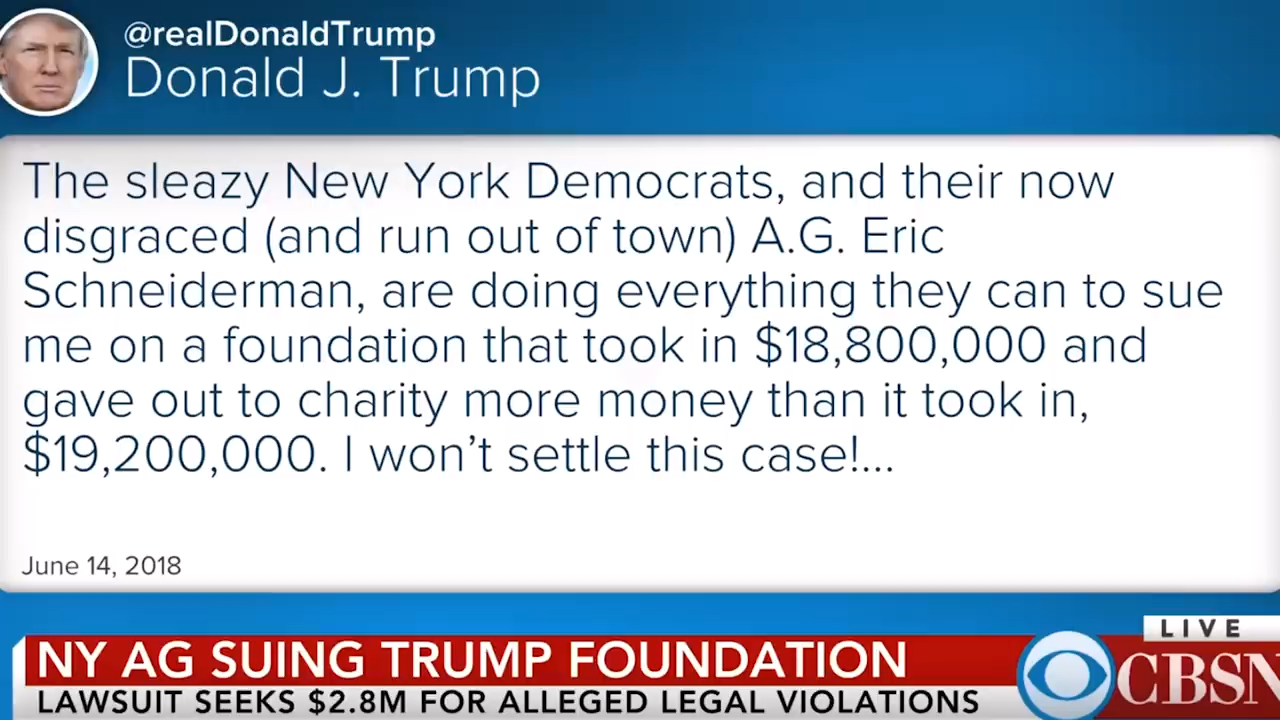 @realDonaldTrump
Donald J. Trump
The sleazy New York Democrats, and their now
disgraced (and run out of town) A.G. Eric
Schneiderman, are doing everything they can to sue
me on a foundation that took in $18,800,000 and
gave out to charity more money than it took in,
$19,200,000. I won’t settle this case!...
June 14, 2018
LIVE
NY AG SUING TRUMP FOUNDATION
LAWSUIT SEEKS $2.8M FOR ALLEGED LEGAL VIOLATIONS
CBSN